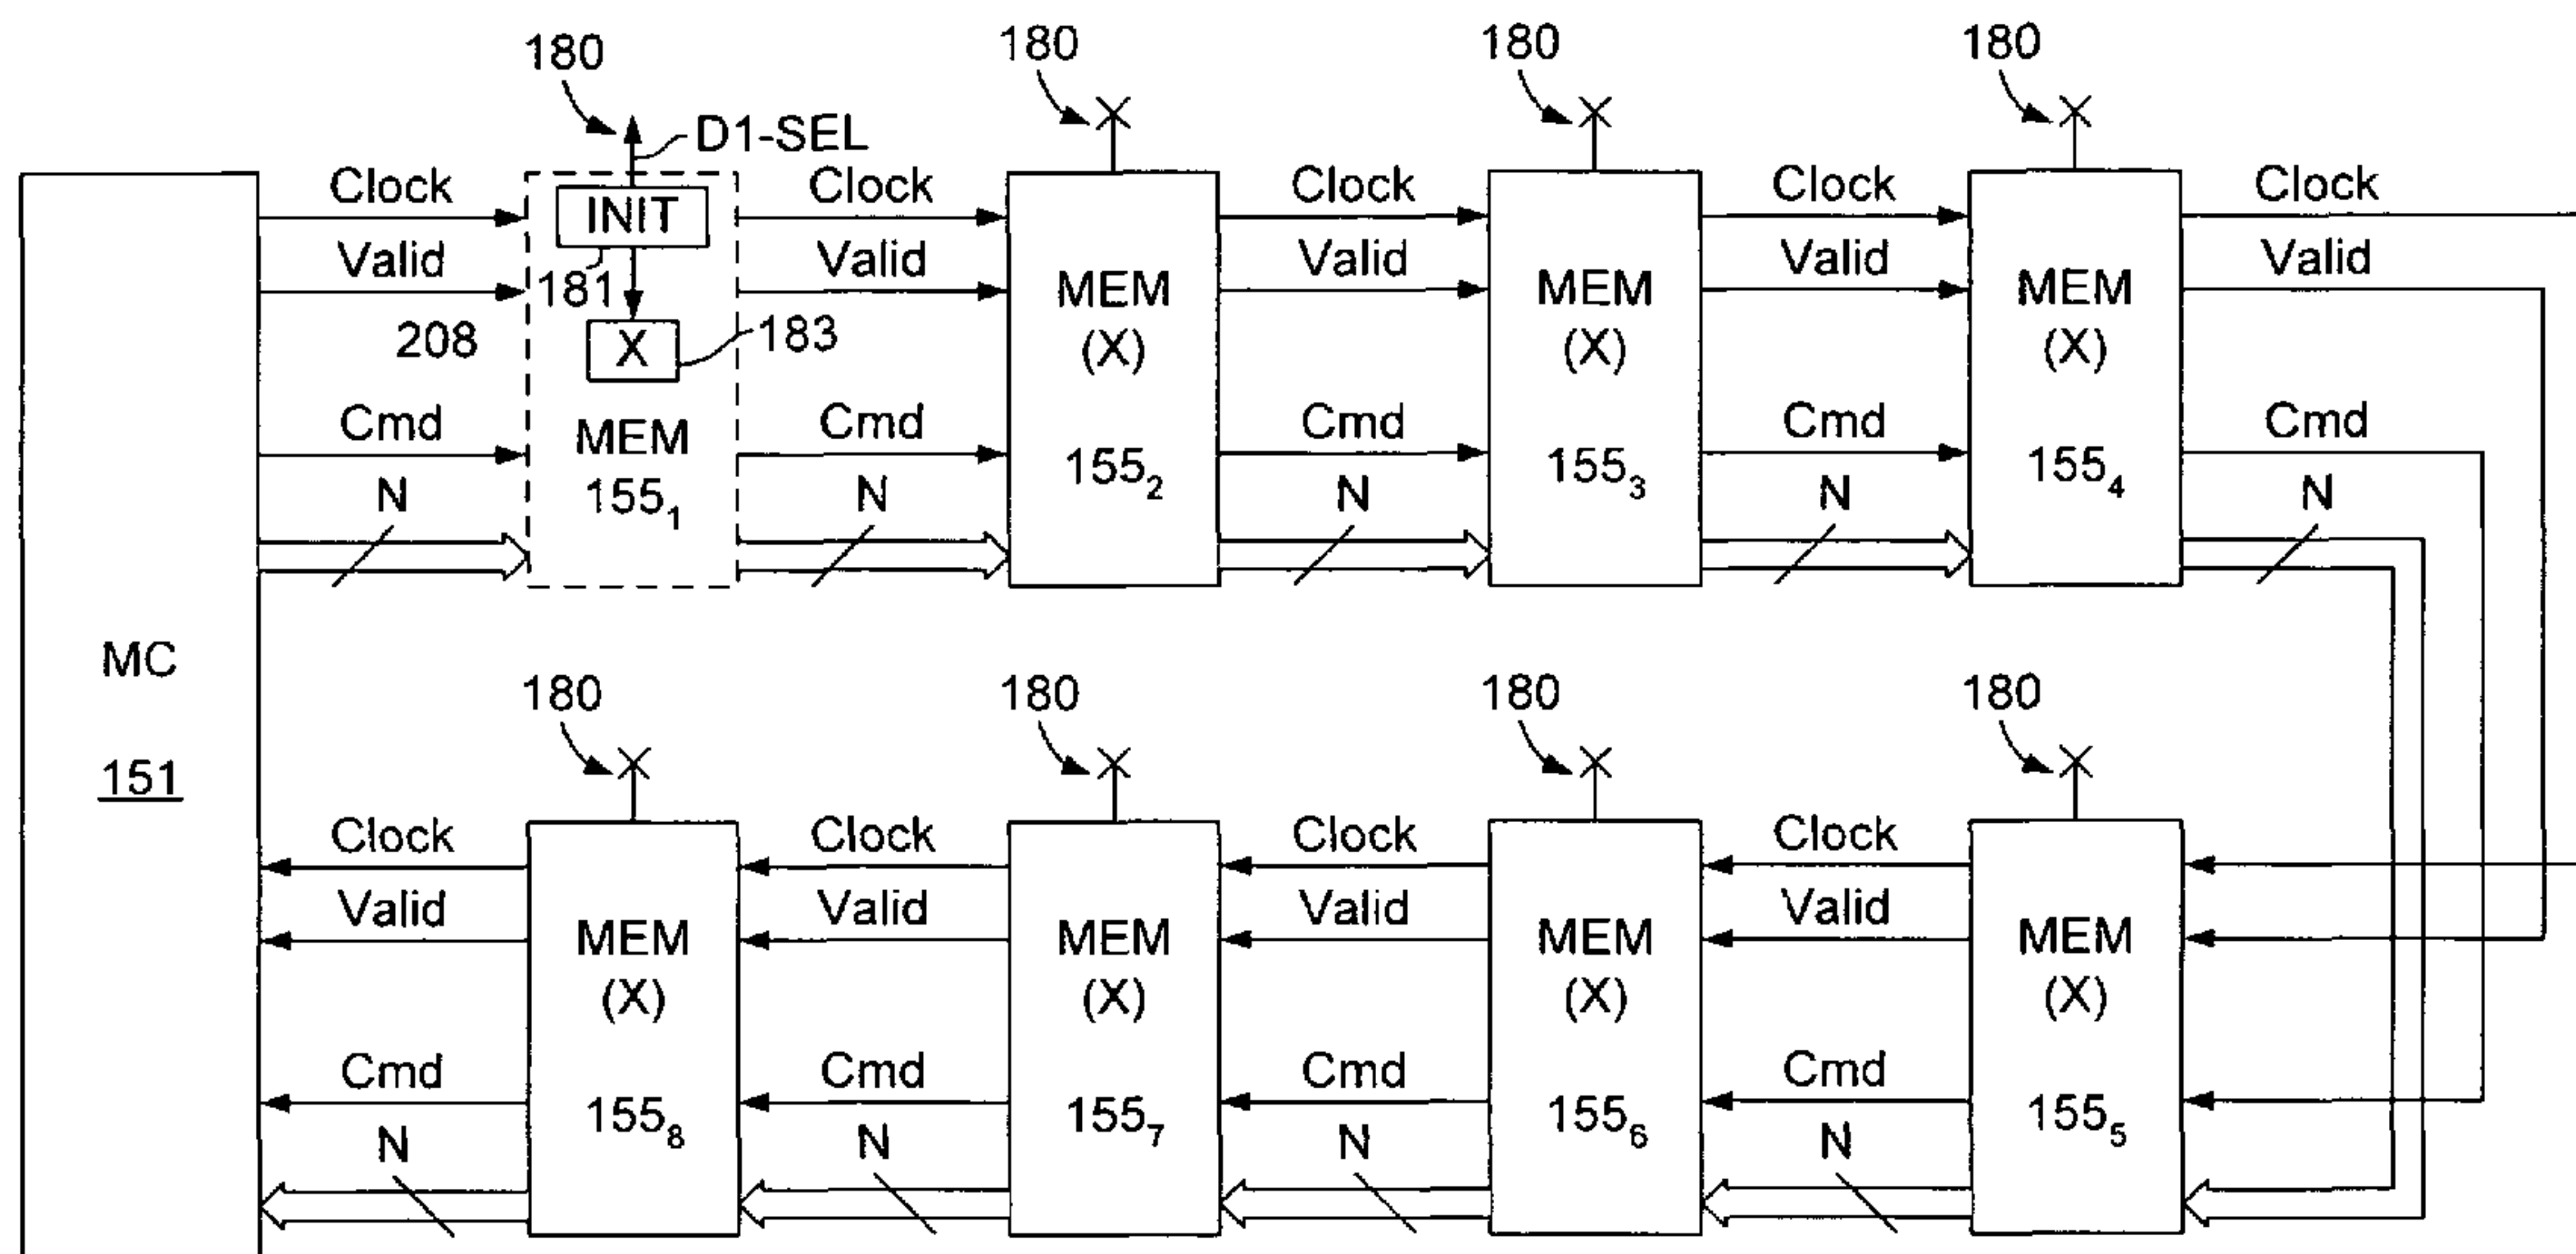 180 180 180 180
D1-SEL
Clock Clock Clock Clock Clock
INIT
Valid Valid Valid Valid Valid
181
MEM MEM MEM
208 X 183 (X) (X) (X)
Cmd Cmd Cmd Cmd Cmd
MEM
155₁ 155₂ 155₃ 155₄
N N N N N
MC
151
180 180 180 180
Clock Clock Clock Clock
Valid Valid Valid Valid
MEM MEM MEM MEM
(X) (X) (X) (X)
Cmd Cmd Cmd Cmd
155₈ 155₇ 155₆ 155₅
N N N N